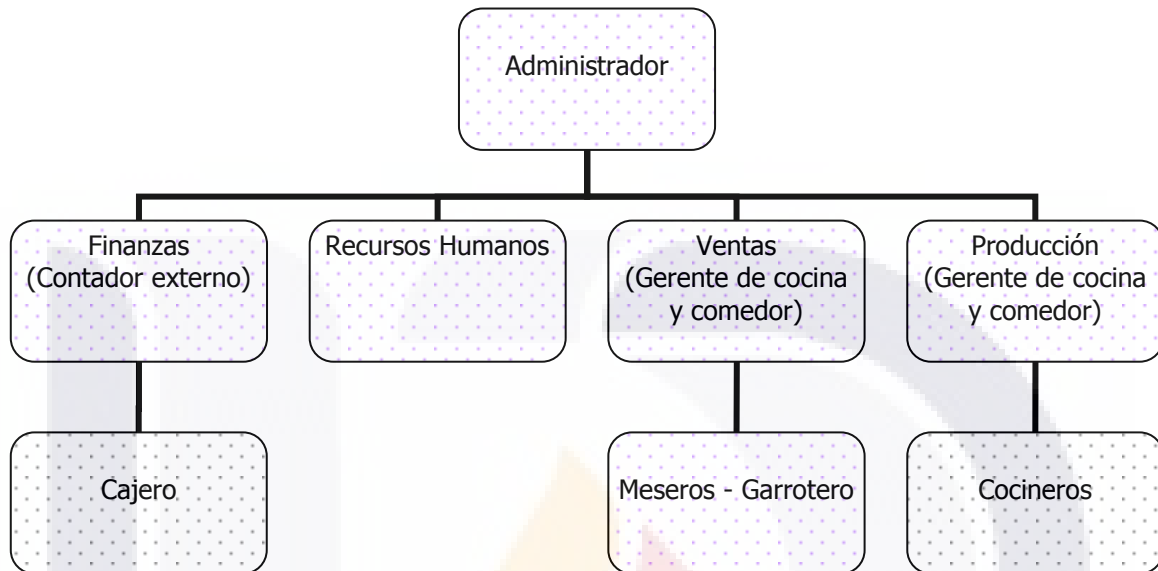 Administrador
Finanzas
(Contador externo)
Recursos Humanos
Ventas
(Gerente de cocina
y comedor)
Producción
(Gerente de cocina
y comedor)
Cajero
Meseros - Garrotero
Cocineros